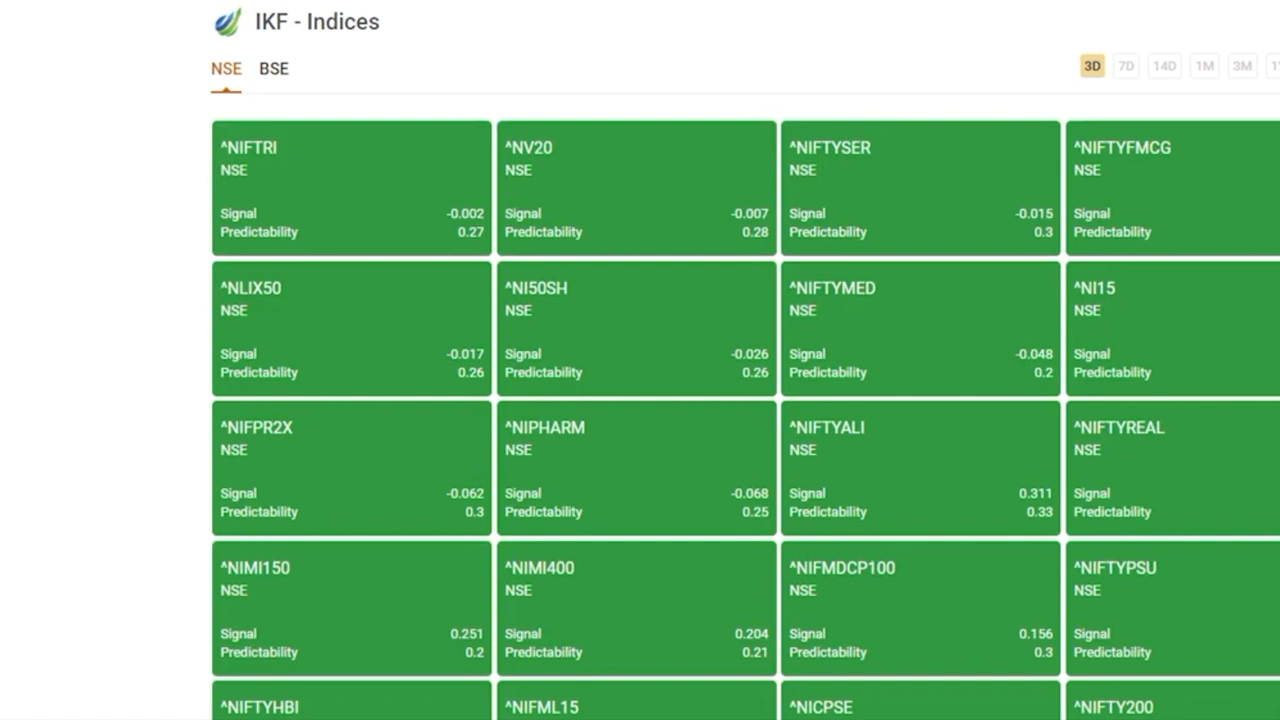 IKF - Indices
NSE BSE
3D 7D 14D 1M 3M
^NIFTRI
NSE
Signal -0.002
Predictability 0.27
^NV20
NSE
Signal -0.007
Predictability 0.28
^NIFTYSER
NSE
Signal -0.015
Predictability 0.3
^NIFTYFMCG
NSE
Signal
Predictability
^NLIX50
NSE
Signal -0.017
Predictability 0.26
^NI50SH
NSE
Signal -0.026
Predictability 0.26
^NIFTYMED
NSE
Signal -0.048
Predictability 0.2
^NI15
NSE
Signal
Predictability
^NIFPR2X
NSE
Signal -0.062
Predictability 0.3
^NIPHARM
NSE
Signal -0.068
Predictability 0.25
^NIFTYALI
NSE
Signal 0.311
Predictability 0.33
^NIFTYREAL
NSE
Signal
Predictability
^NIMI150
NSE
Signal 0.251
Predictability 0.2
^NIMI400
NSE
Signal 0.204
Predictability 0.21
^NIFMDCP100
NSE
Signal 0.156
Predictability 0.3
^NIFTYPSU
NSE
Signal
Predictability
^NIFTYHBI
^NIFML15
^NICPSE
^NIFTY200